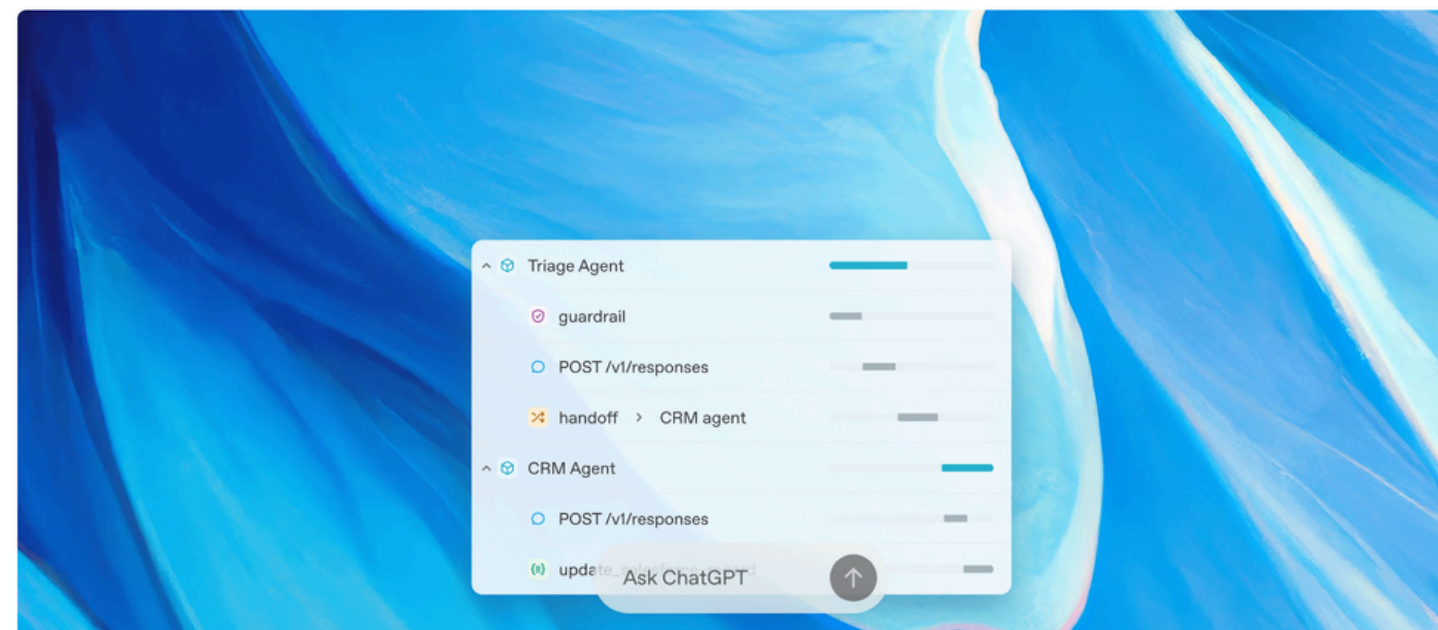 Triage Agent
guardrail
POST /v1/responses
handoff > CRM agent
CRM Agent
POST /v1/responses
Ask ChatGPT